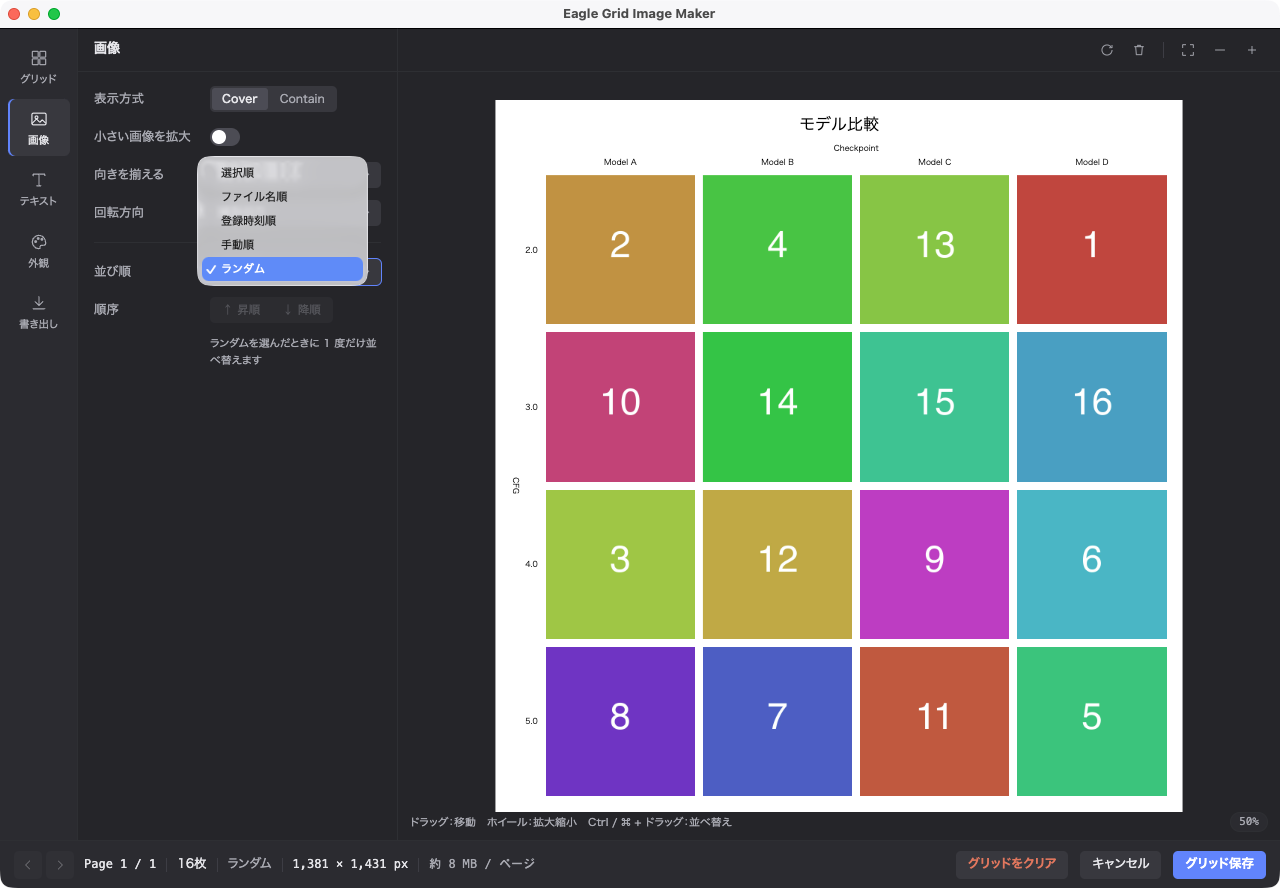 Eagle Grid Image Maker
グリッド
画像
テキスト
外観
書き出し
画像
表示方式
Cover
Contain
小さい画像を拡大
向きを揃える
回転方向
選択順
ファイル名順
登録時刻順
手動順
✓ ランダム
並び順
順序
↑ 昇順
↓ 降順
ランダムを選んだときに 1 度だけ並
べ替えます
モデル比較
Checkpoint
Model A
Model B
Model C
Model D
CFG
2.0
2
4
13
1
3.0
10
14
15
16
4.0
3
12
9
6
5.0
8
7
11
5
ドラッグ：移動　ホイール：拡大縮小　Ctrl / ⌘ + ドラッグ：並べ替え
50%
Page 1 / 1
16枚
ランダム
1,381 × 1,431 px
約 8 MB / ページ
グリッドをクリア
キャンセル
グリッド保存